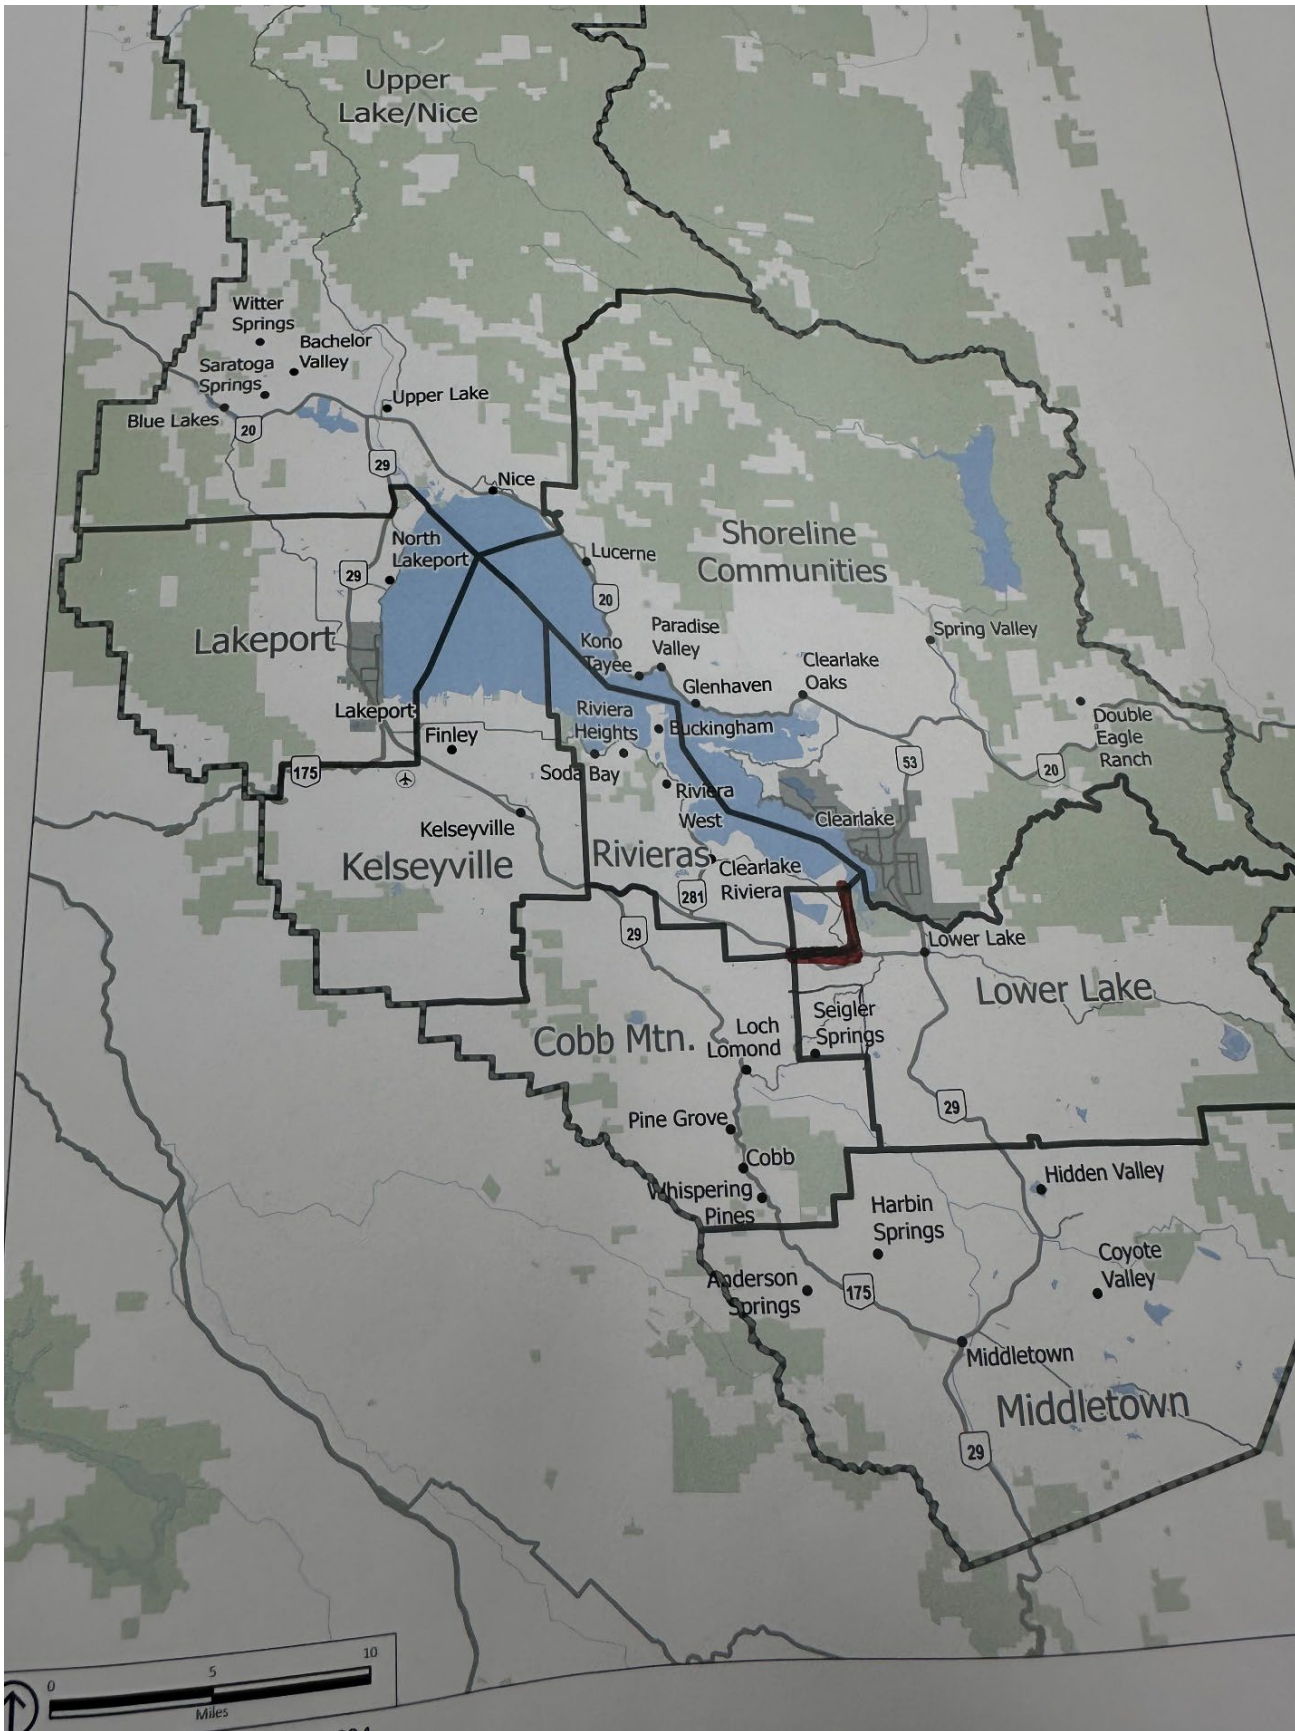 Upper
Lake/Nice
Witter
Springs
Bachelor
Valley
Saratoga
Springs
Upper Lake
Blue Lakes
20
29
Nice
North
Lakeport
Shoreline
Communities
Lucerne
29
20
Lakeport
Paradise
Valley
Spring Valley
Kono
Tayee
Clearlake
Oaks
Glenhaven
Lakeport
Riviera
Heights
Buckingham
Double
Eagle
Ranch
Finley
53
20
175
Soda Bay
Riviera
West
Kelseyville
Clearlake
Kelseyville
Rivieras
Clearlake
Riviera
281
29
Lower Lake
Lower Lake
Seigler
Springs
Cobb Mtn.
Loch
Lomond
29
Pine Grove
Cobb
Hidden Valley
Whispering
Pines
Harbin
Springs
Coyote
Valley
Anderson
Springs
175
Middletown
Middletown
29
0 5 10
Miles